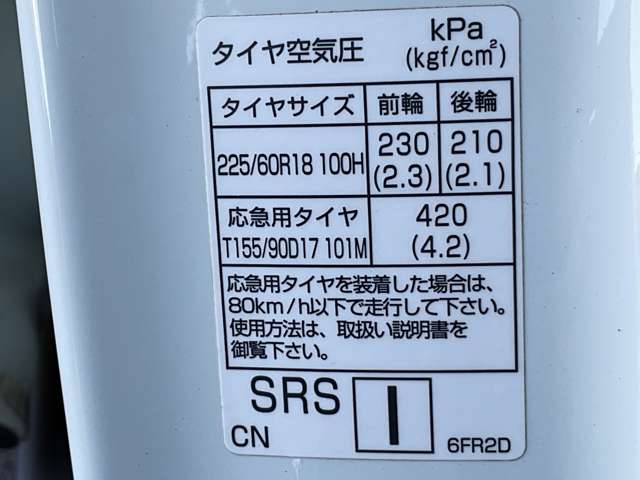 タイヤ空気圧 kPa
(kgf/cm²)
タイヤサイズ 前輪 後輪
225/60R18 100H 230 210
(2.3) (2.1)
応急用タイヤ 420
T155/90D17 101M (4.2)
応急用タイヤを装着した場合は、
80km/h以下で走行して下さい。
使用方法は、取扱い説明書を
御覧下さい。
SRS I
CN 6FR2D